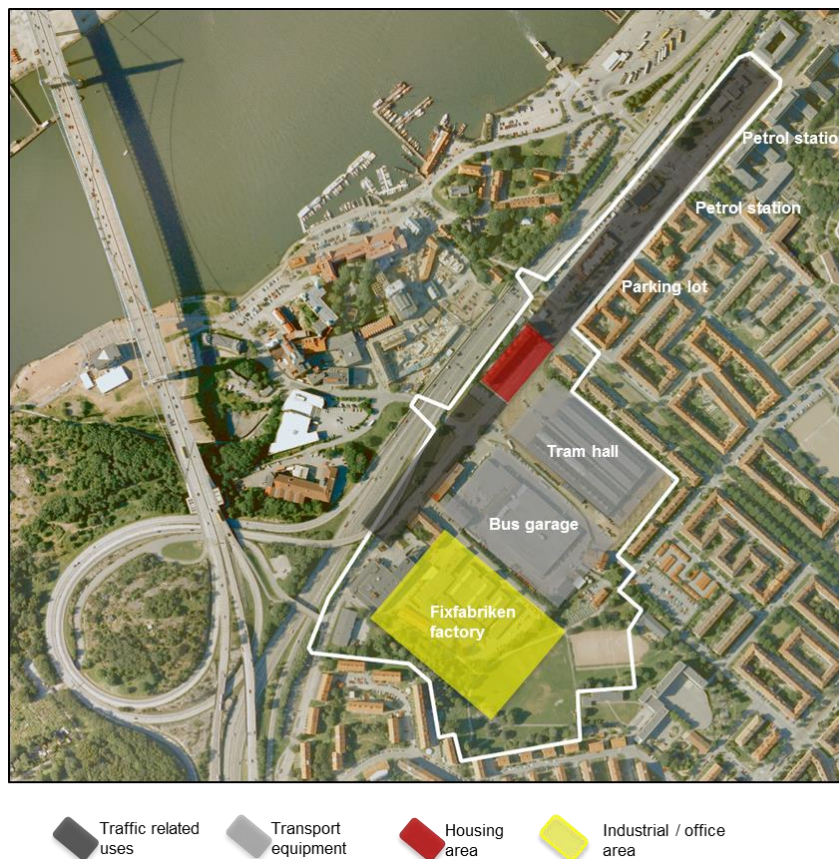 Petrol statio
Petrol station
Parking lot
Tram hall
Bus garage
Fixfabriken
factory
Traffic related
uses
Transport
equipment
Housing
area
Industrial / office
area